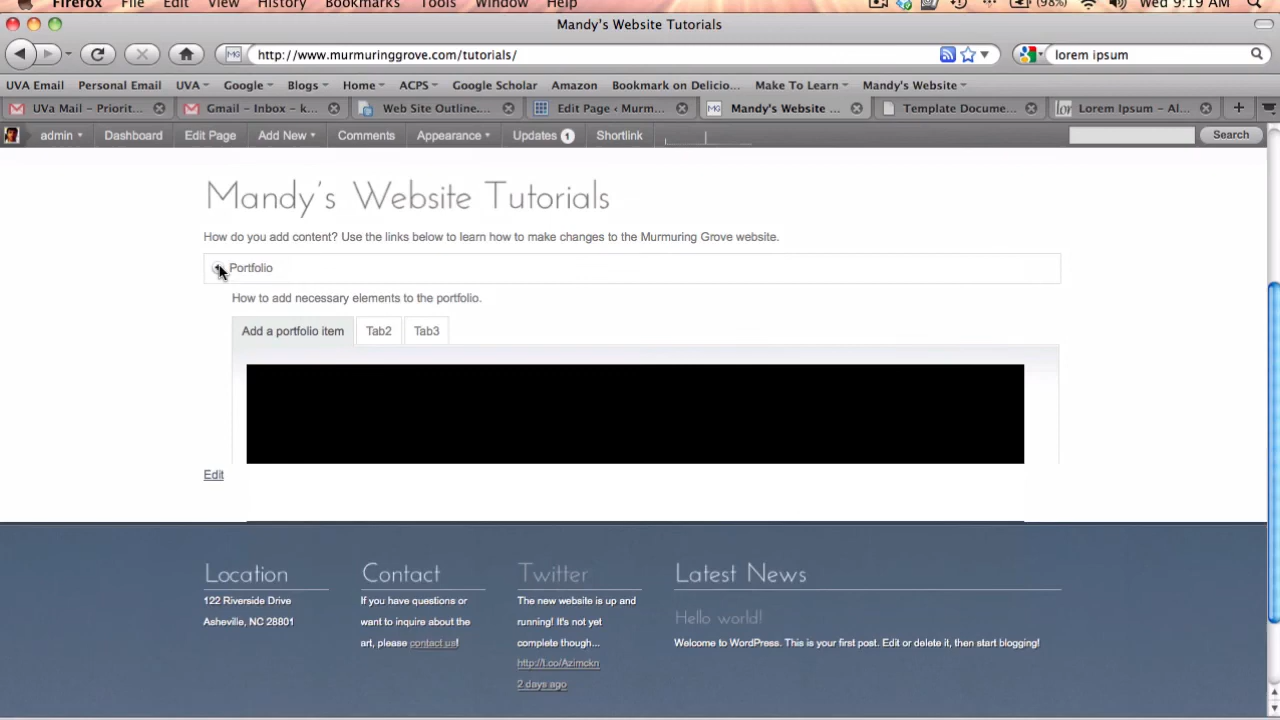 Firefox File Edit View History Bookmarks Tools Window Help (98%) Wed 9:19 AM
Mandy's Website Tutorials
MG http://www.murmuringgrove.com/tutorials/ lorem ipsum
UVA Email Personal Email UVA Google Blogs Home ACPS Google Scholar Amazon Bookmark on Delicio... Make To Learn Mandy's Website
UVa Mail – Priorit... Gmail – Inbox – k... Web Site Outline.... Edit Page ‹ Murm... MG Mandy's Website ... Template Docume... lor Lorem Ipsum – Al...
admin Dashboard Edit Page Add New Comments Appearance Updates 1 Shortlink Search
Mandy's Website Tutorials
How do you add content? Use the links below to learn how to make changes to the Murmuring Grove website.
Portfolio
How to add necessary elements to the portfolio.
Add a portfolio item Tab2 Tab3
Edit
Location
122 Riverside Drive
Asheville, NC 28801
Contact
If you have questions or
want to inquire about the
art, please contact us!
Twitter
The new website is up and
running! It's not yet
complete though...
http://t.co/Azimckn
2 days ago
Latest News
Hello world!
Welcome to WordPress. This is your first post. Edit or delete it, then start blogging!